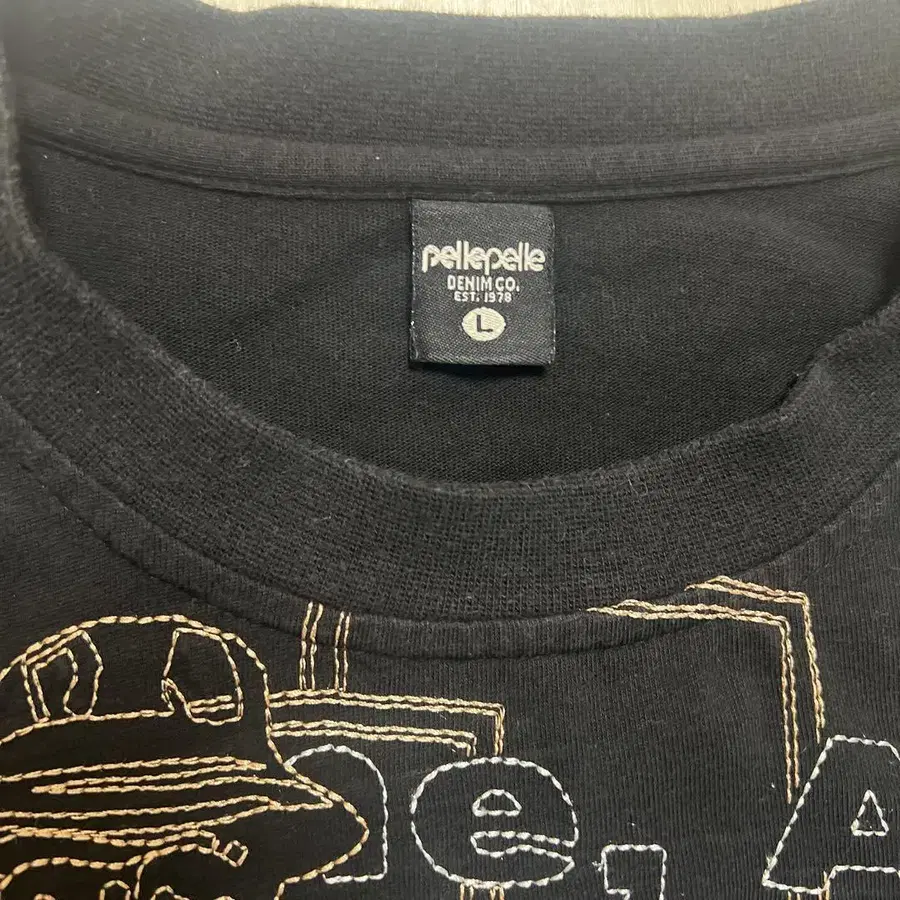 pellepelle
DENIM CO.
EST. 1978
L
e, A